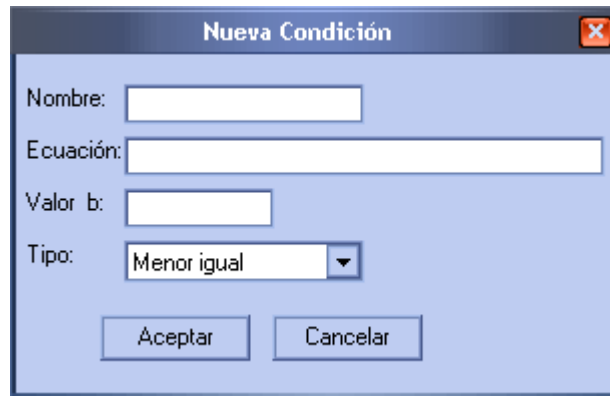 Nueva Condición
Nombre:
Ecuación:
Valor b:
Tipo: Menor igual
Aceptar Cancelar